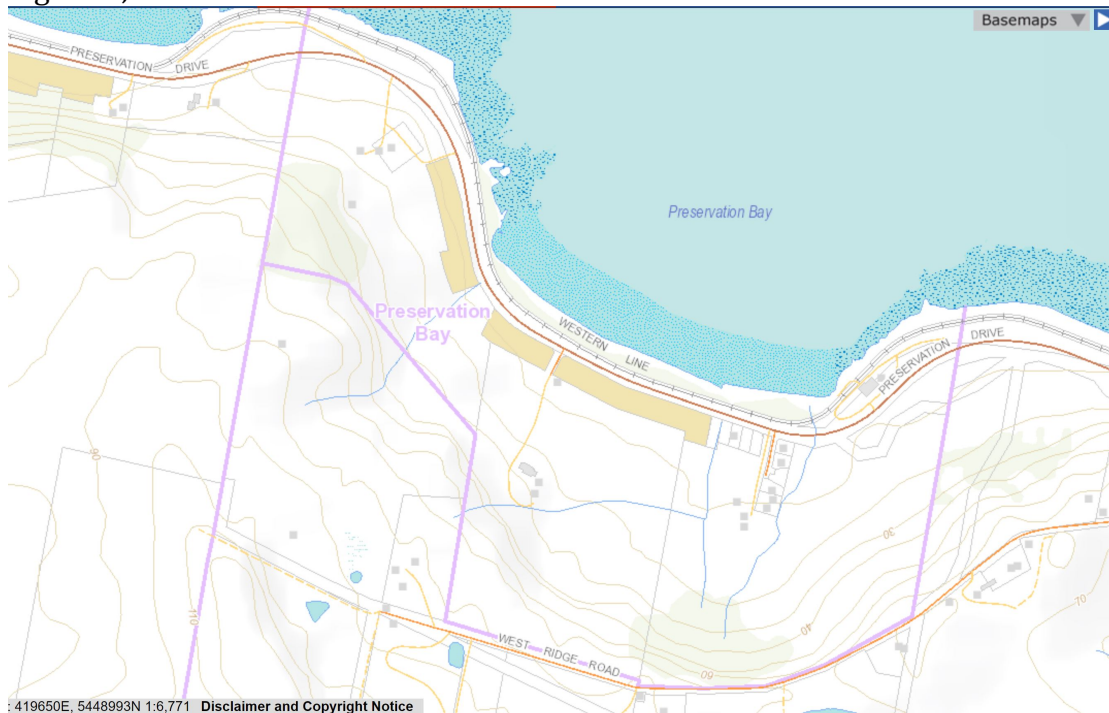 Basemaps
PRESERVATION DRIVE
Preservation Bay
Preservation
Bay
WESTERN LINE
PRESERVATION DRIVE
90
30
110
40
70
60
WEST RIDGE ROAD
: 419650E, 5448993N 1:6,771 Disclaimer and Copyright Notice